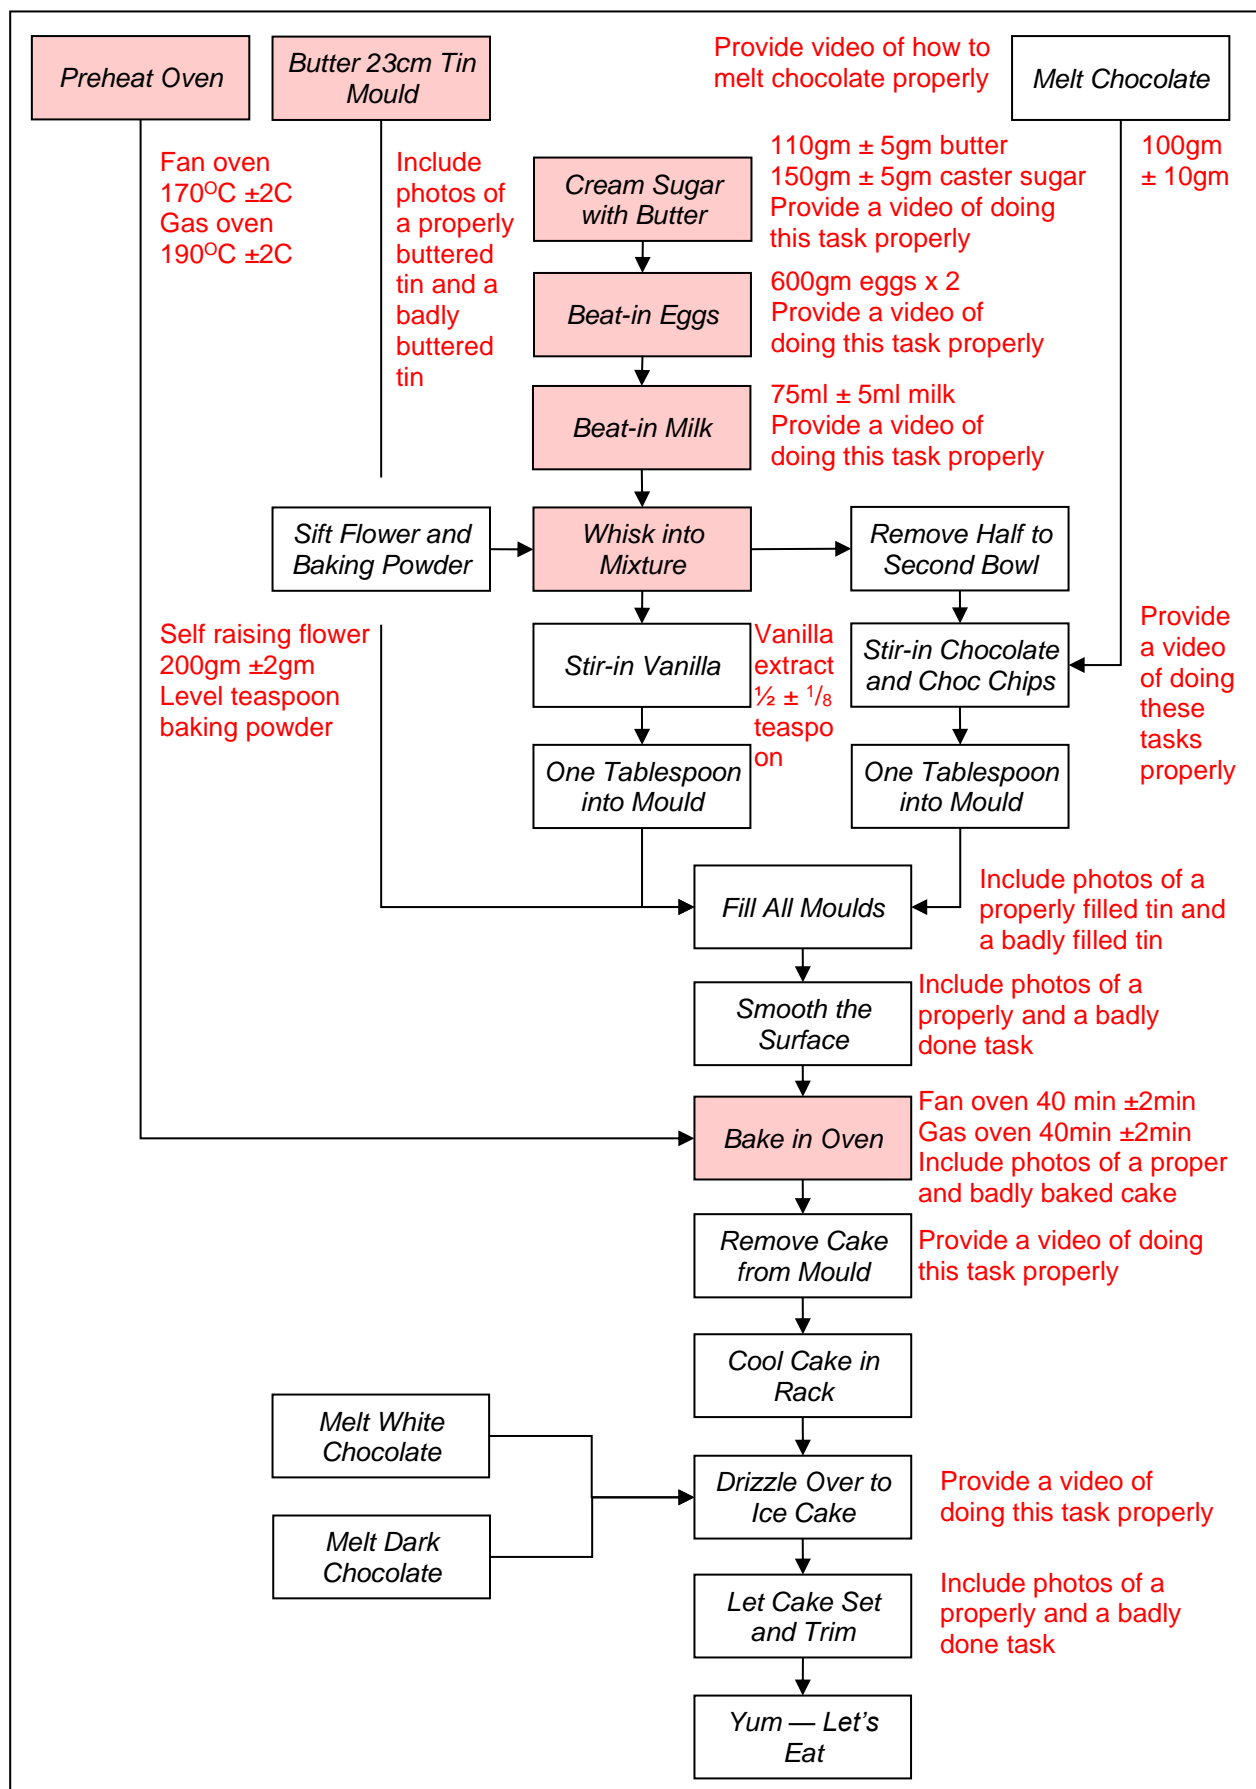 Preheat Oven
Butter 23cm Tin
Mould
Provide video of how to
melt chocolate properly
Melt Chocolate
Fan oven
170ᴼC ±2C
Gas oven
190ᴼC ±2C
Include
photos of
a properly
buttered
tin and a
badly
buttered
tin
Cream Sugar
with Butter
110gm ± 5gm butter
150gm ± 5gm caster sugar
Provide a video of doing
this task properly
100gm
± 10gm
Beat-in Eggs
600gm eggs x 2
Provide a video of
doing this task properly
Beat-in Milk
75ml ± 5ml milk
Provide a video of
doing this task properly
Sift Flower and
Baking Powder
Whisk into
Mixture
Remove Half to
Second Bowl
Self raising flower
200gm ±2gm
Level teaspoon
baking powder
Stir-in Vanilla
Vanilla
extract
½ ± ¹/₈
teaspo
on
Stir-in Chocolate
and Choc Chips
Provide
a video
of doing
these
tasks
properly
One Tablespoon
into Mould
One Tablespoon
into Mould
Fill All Moulds
Include photos of a
properly filled tin and
a badly filled tin
Smooth the
Surface
Include photos of a
properly and a badly
done task
Bake in Oven
Fan oven 40 min ±2min
Gas oven 40min ±2min
Include photos of a proper
and badly baked cake
Remove Cake
from Mould
Provide a video of doing
this task properly
Cool Cake in
Rack
Melt White
Chocolate
Drizzle Over to
Ice Cake
Provide a video of
doing this task properly
Melt Dark
Chocolate
Let Cake Set
and Trim
Include photos of a
properly and a badly
done task
Yum — Let's
Eat